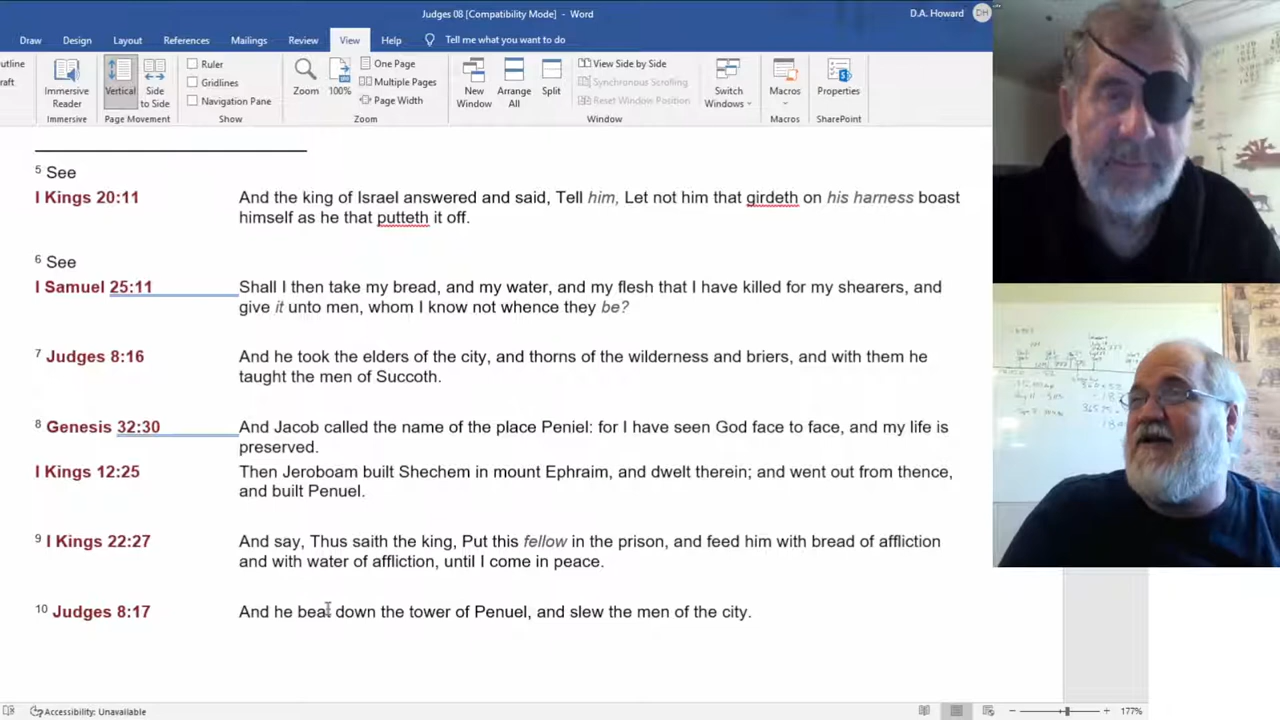 Judges 08 [Compatibility Mode] - Word
D.A. Howard DH
Draw Design Layout References Mailings Review View Help Tell me what you want to do
Ruler
Gridlines
Navigation Pane
One Page
Multiple Pages
Page Width
View Side by Side
Synchronous Scrolling
Reset Window Position
Immersive Reader Vertical Side to Side Zoom 100% New Window Arrange All Split Switch Windows Macros Properties
Immersive Page Movement Show Zoom Window Macros SharePoint
5 See
I Kings 20:11 And the king of Israel answered and said, Tell him, Let not him that girdeth on his harness boast
himself as he that putteth it off.
6 See
I Samuel 25:11 Shall I then take my bread, and my water, and my flesh that I have killed for my shearers, and
give it unto men, whom I know not whence they be?
7 Judges 8:16 And he took the elders of the city, and thorns of the wilderness and briers, and with them he
taught the men of Succoth.
8 Genesis 32:30 And Jacob called the name of the place Peniel: for I have seen God face to face, and my life is
preserved.
I Kings 12:25 Then Jeroboam built Shechem in mount Ephraim, and dwelt therein; and went out from thence,
and built Penuel.
9 I Kings 22:27 And say, Thus saith the king, Put this fellow in the prison, and feed him with bread of affliction
and with water of affliction, until I come in peace.
10 Judges 8:17 And he beat down the tower of Penuel, and slew the men of the city.
Accessibility: Unavailable
177%